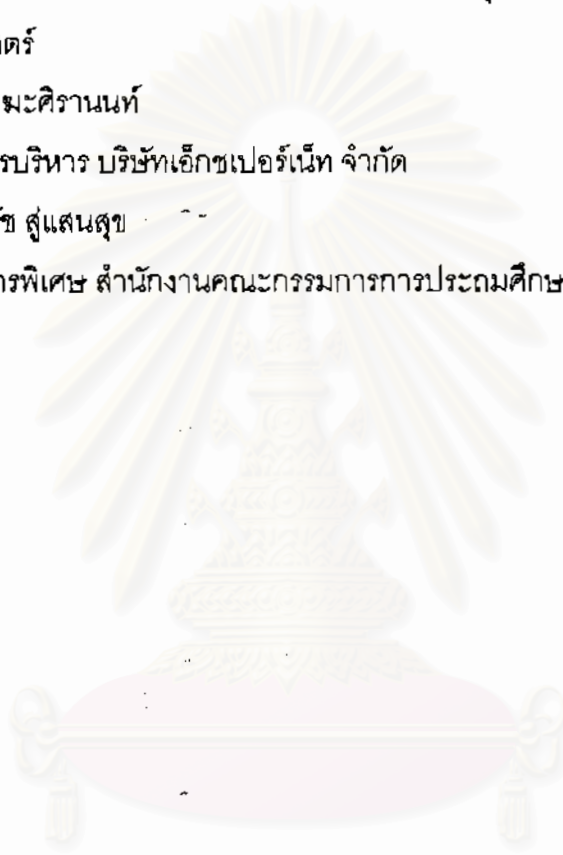 ตร์
ฆะศิรานนท์
รบริหาร บริษัทเอ็กซเปอร์เน็ท จำกัด
ช สู่แสนสุข
ารพิเศษ สำนักงานคณะกรรมการการประถมศึกษ